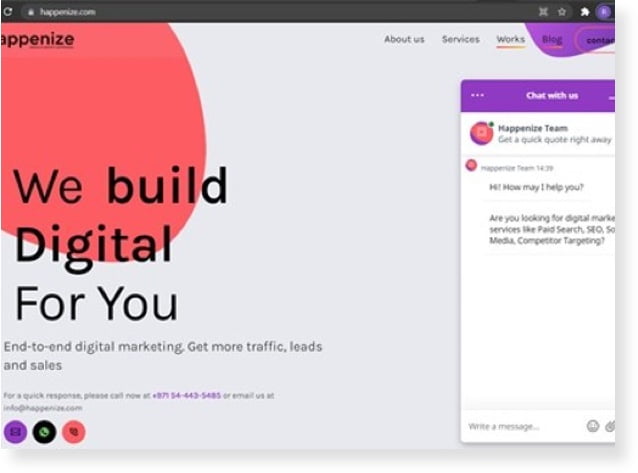 happenize.com
appenize
About us Services Works Blog contac
Chat with us
Happenize Team
Get a quick quote right away
Happenize Team 14:39
Hi! How may I help you?
Are you looking for digital marke
services like Paid Search, SEO, So
Media, Competitor Targeting?
We build
Digital
For You
End-to-end digital marketing. Get more traffic, leads
and sales
For a quick response, please call now at +971 54-443-5485 or email us at
info@happenize.com
Write a message...